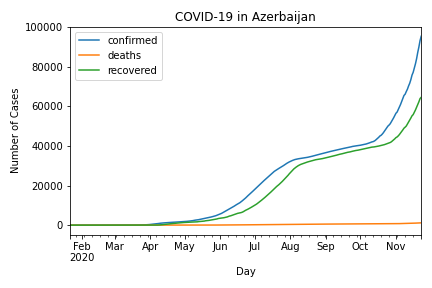 COVID-19 in Azerbaijan
confirmed
deaths
recovered
Number of Cases
100000
80000
60000
40000
20000
0
Feb Mar Apr May Jun Jul Aug Sep Oct Nov
2020
Day